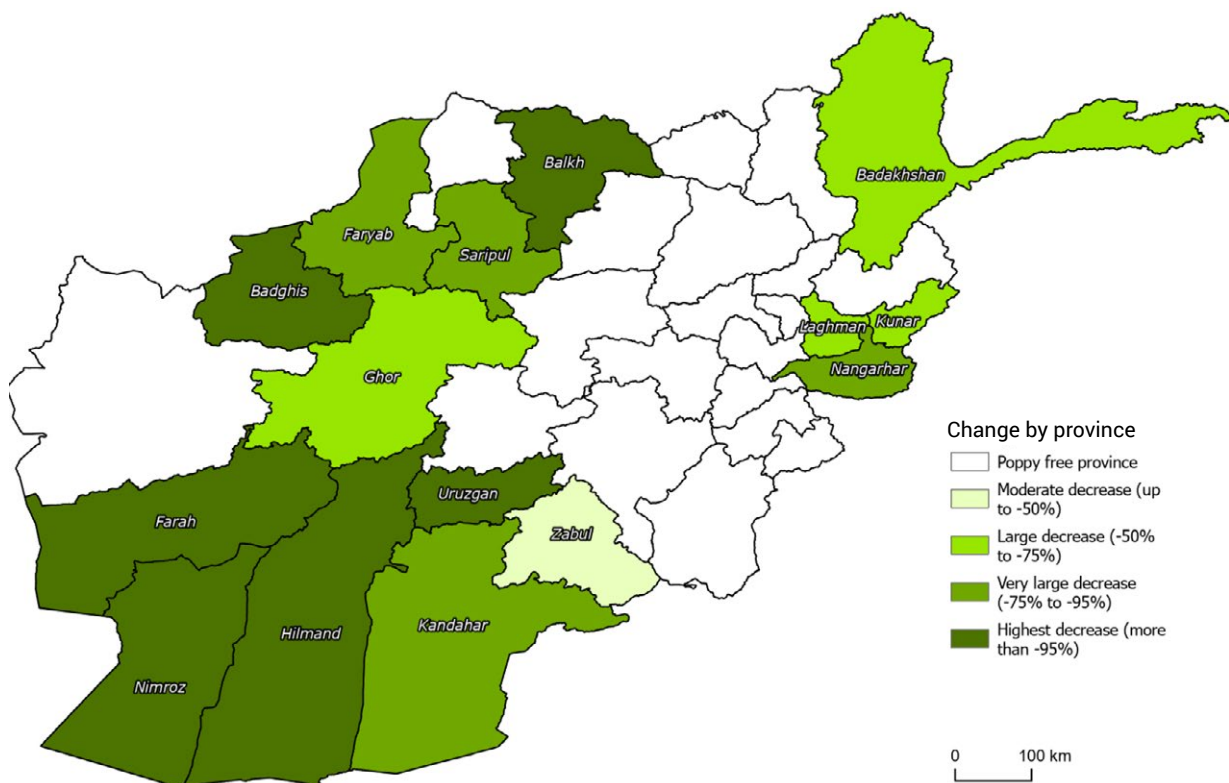 Balkh
Badakhshan
Faryab
Saripul
Badghis
Laghman
Kunar
Nangarhar
Ghor
Change by province
Poppy free province
Moderate decrease (up
to -50%)
Large decrease (-50%
to -75%)
Very large decrease
(-75% to -95%)
Highest decrease (more
than -95%)
Uruzgan
Farah
Zabul
Hilmand
Kandahar
Nimroz
0 100 km